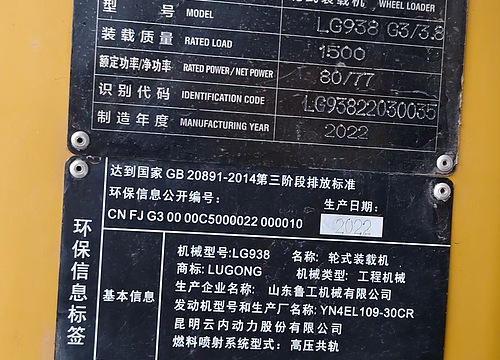 轮式装载机 WHEEL LOADER
型号 MODEL LG938 G3/3.8
装载质量 RATED LOAD 1500
额定功率/净功率 RATED POWER/NET POWER 80/77
识别代码 IDENTIFICATION CODE LG93822030035
制造年度 MANUFACTURING YEAR 2022
达到国家 GB 20891-2014第三阶段排放标准
环保信息公开编号:
生产日期:
CN FJ G3 00 00C5000022 000010
2022
环保信息标签
基本信息
机械型号:LG938 名称: 轮式装载机
商标: LUGONG 机械类型: 工程机械
生产企业名称: 山东鲁工机械有限公司
发动机型号和生产厂名称: YN4EL109-30CR
昆明云内动力股份有限公司
燃料喷射系统型式: 高压共轨